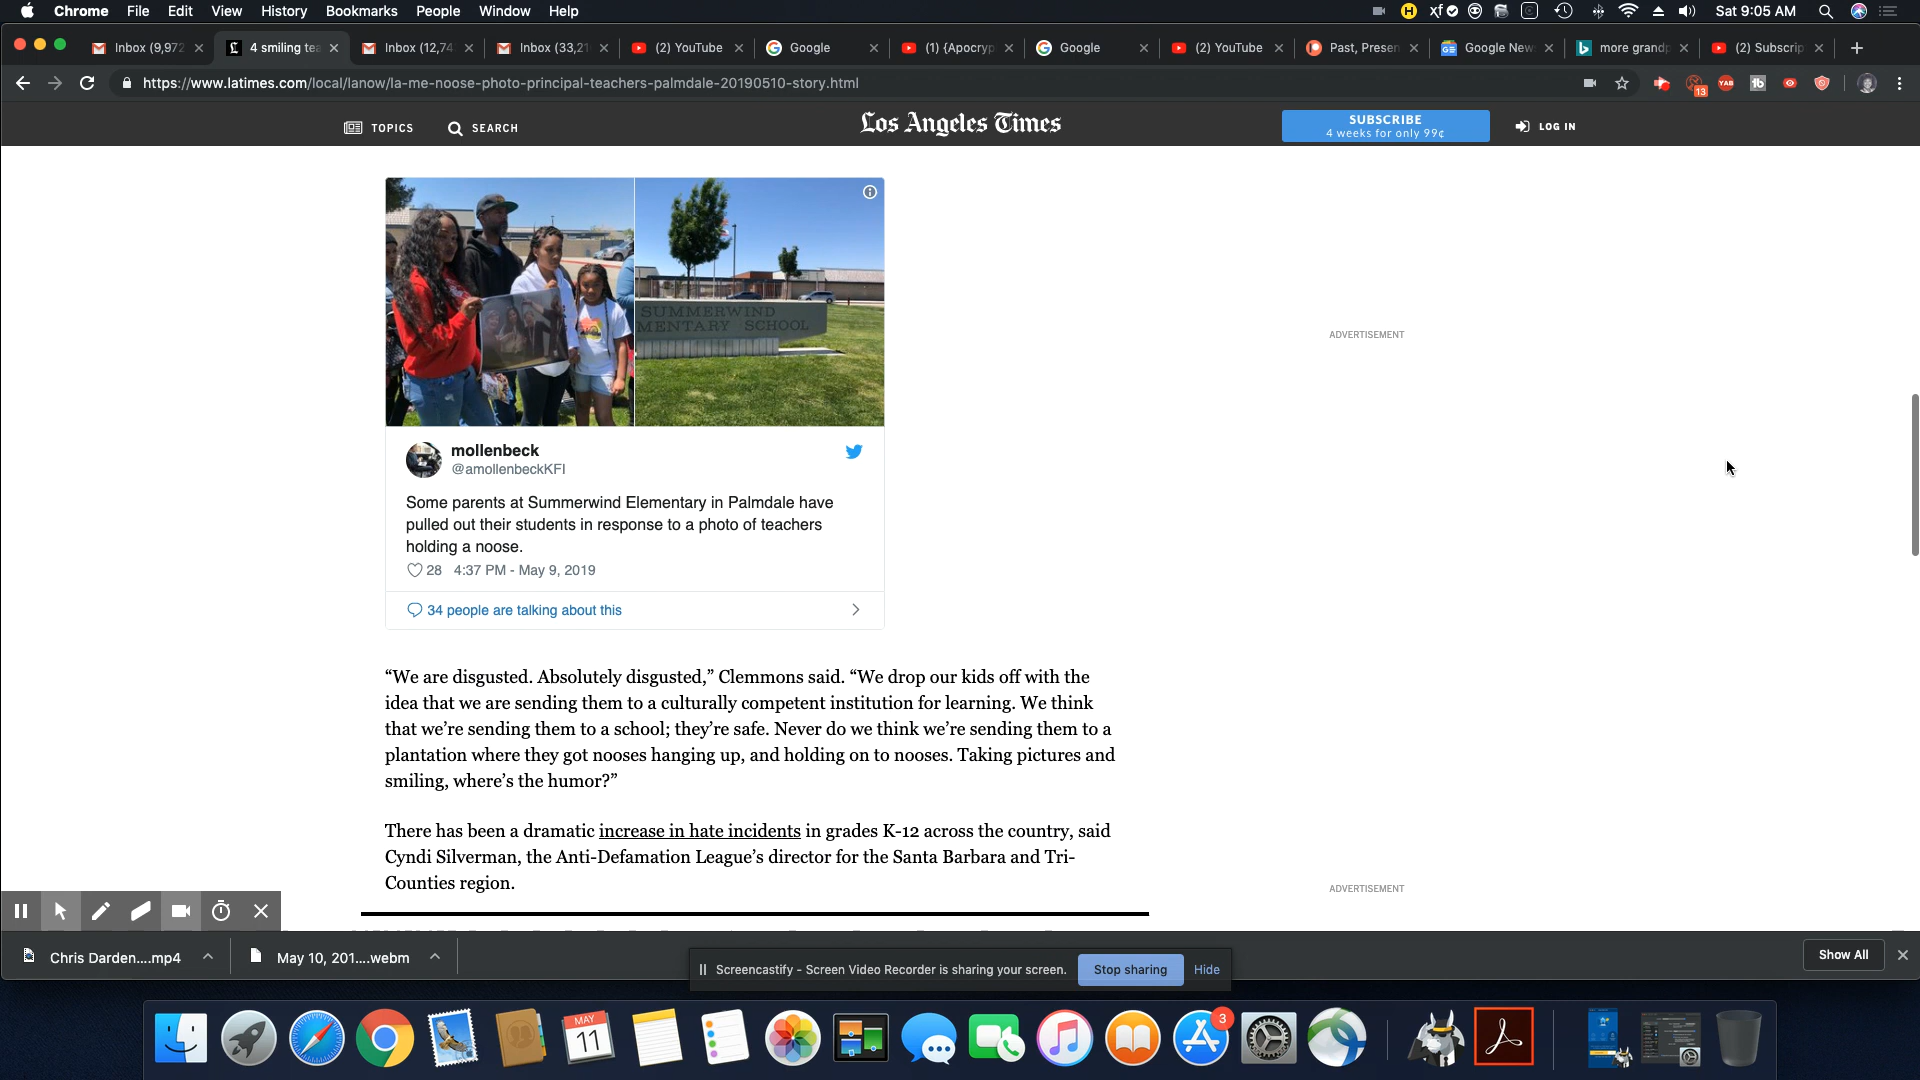 Chrome File Edit View History Bookmarks People Window Help Sat 9:05 AM
Inbox (9,972 4 smiling tea Inbox (12,74 Inbox (33,21 (2) YouTube Google (1) {Apocryp Google (2) YouTube Past, Presen Google New more grandp (2) Subscrip
https://www.latimes.com/local/lanow/la-me-noose-photo-principal-teachers-palmdale-20190510-story.html
13 YAB tb
TOPICS SEARCH Los Angeles Times SUBSCRIBE LOG IN
4 weeks for only 99¢
SUMMERWIND
MENTARY SCHOOL
ADVERTISEMENT
mollenbeck
@amollenbeckKFI
Some parents at Summerwind Elementary in Palmdale have
pulled out their students in response to a photo of teachers
holding a noose.
28 4:37 PM - May 9, 2019
34 people are talking about this
“We are disgusted. Absolutely disgusted,” Clemmons said. “We drop our kids off with the
idea that we are sending them to a culturally competent institution for learning. We think
that we’re sending them to a school; they’re safe. Never do we think we’re sending them to a
plantation where they got nooses hanging up, and holding on to nooses. Taking pictures and
smiling, where’s the humor?”
There has been a dramatic increase in hate incidents in grades K-12 across the country, said
Cyndi Silverman, the Anti-Defamation League’s director for the Santa Barbara and Tri-
Counties region.
ADVERTISEMENT
Chris Darden....mp4 May 10, 201....webm Show All
Screencastify - Screen Video Recorder is sharing your screen. Stop sharing Hide
MAY
11
3